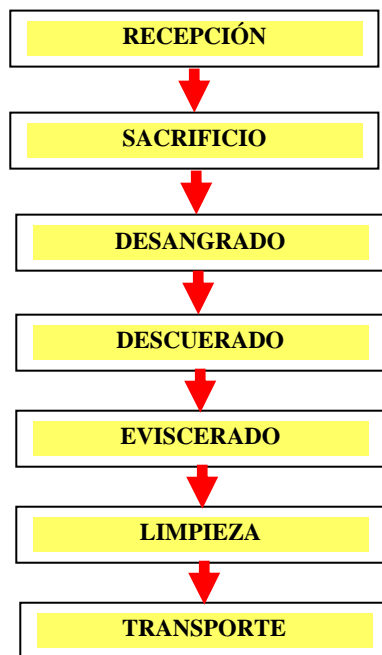 RECEPCIÓN
SACRIFICIO
DESANGRADO
DESCUERADO
EVISCERADO
LIMPIEZA
TRANSPORTE